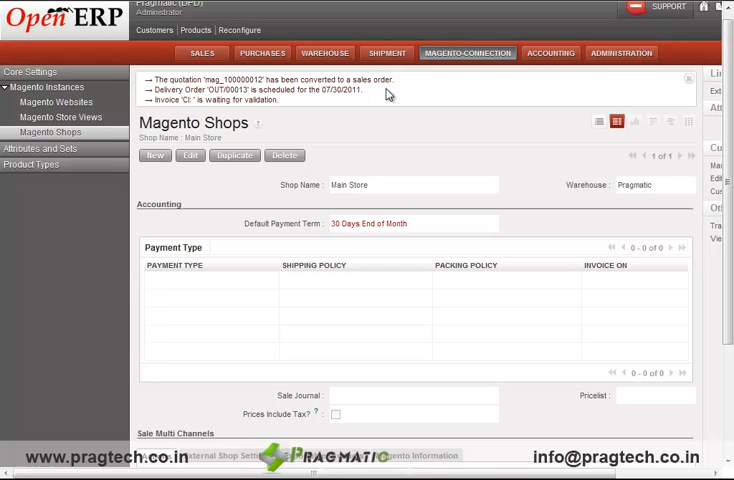 Open ERP
Pragmatic (DPD)
Administrator
SUPPORT
Customers
Products
Reconfigure
SALES
PURCHASES
WAREHOUSE
SHIPMENT
MAGENTO-CONNECTION
ACCOUNTING
ADMINISTRATION
Core Settings
Magento Instances
Magento Websites
Magento Store Views
Magento Shops
Attributes and Sets
Product Types
→ The quotation 'mag_100000012' has been converted to a sales order.
→ Delivery Order 'OUT/00013' is scheduled for the 07/30/2011.
→ Invoice 'CI: ' is waiting for validation.
Magento Shops ?
Shop Name : Main Store
New Edit Duplicate Delete
1 of 1
Shop Name : Main Store
Warehouse : Pragmatic
Accounting
Default Payment Term : 30 Days End of Month
Payment Type
0 - 0 of 0
PAYMENT TYPE SHIPPING POLICY PACKING POLICY INVOICE ON
0 - 0 of 0
Sale Journal :
Pricelist :
Prices Include Tax? ? :
Sale Multi Channels
Magento Information
www.pragtech.co.in
PRAGMATIC
info@pragtech.co.in